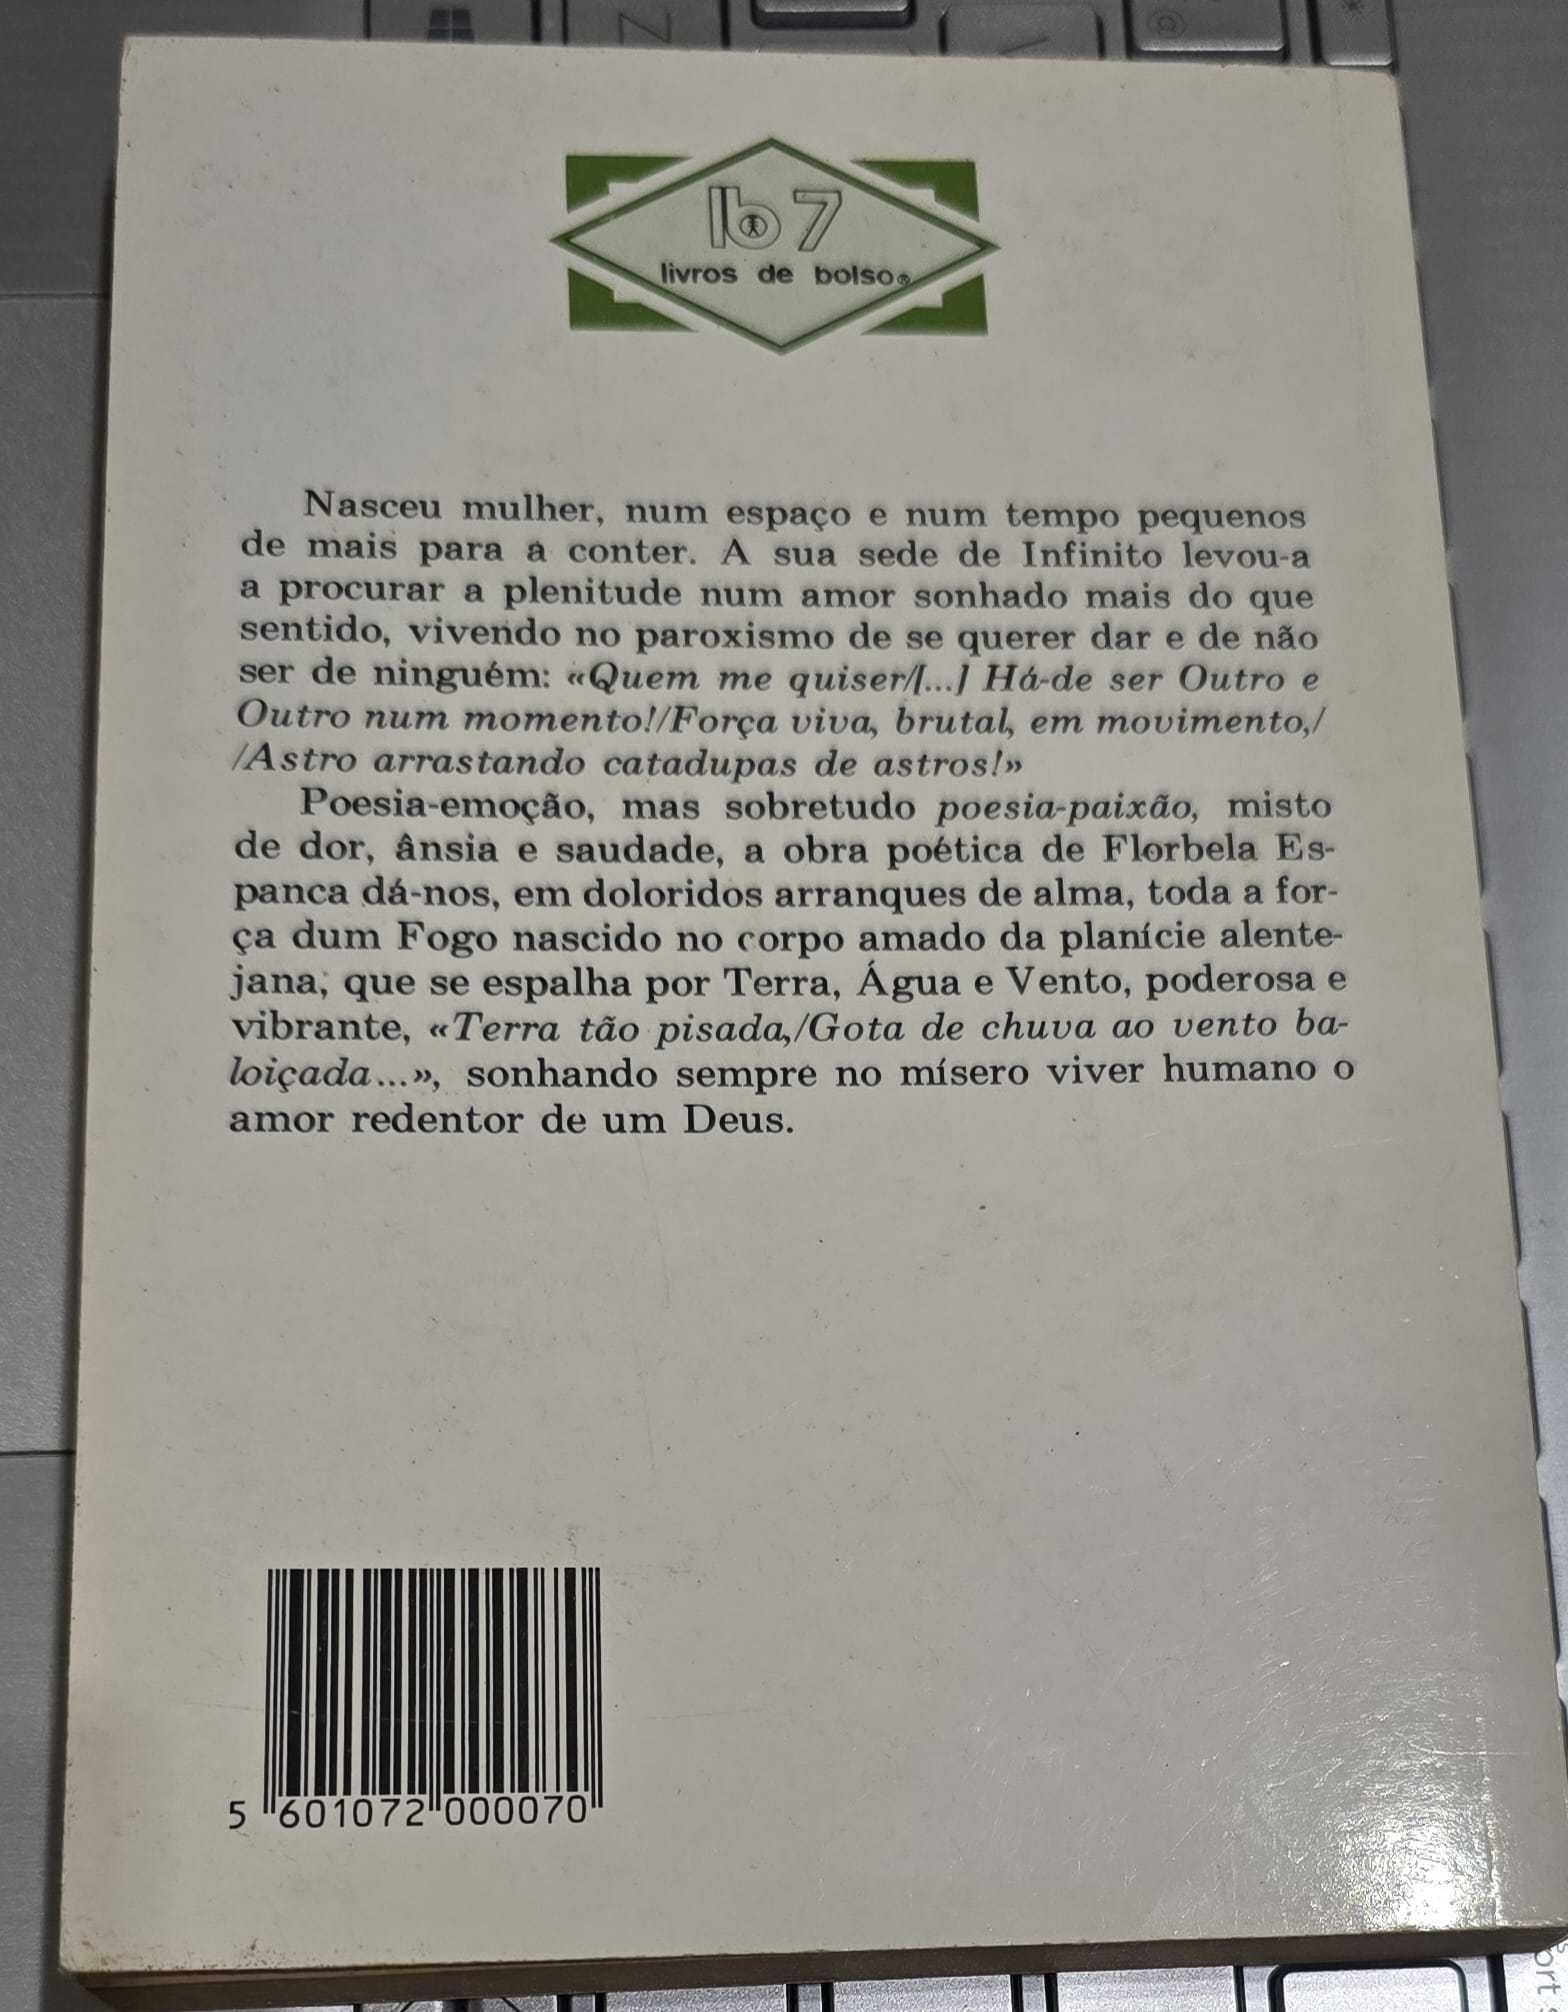 lb 7
livros de bolso®
Nasceu mulher, num espaço e num tempo pequenos
de mais para a conter. A sua sede de Infinito levou-a
a procurar a plenitude num amor sonhado mais do que
sentido, vivendo no paroxismo de se querer dar e de não
ser de ninguém: «Quem me quiser/[...] Há-de ser Outro e
Outro num momento!/Força viva, brutal, em movimento,/
/Astro arrastando catadupas de astros!»
Poesia-emoção, mas sobretudo poesia-paixão, misto
de dor, ânsia e saudade, a obra poética de Florbela Es-
panca dá-nos, em doloridos arranques de alma, toda a for-
ça dum Fogo nascido no corpo amado da planície alente-
jana, que se espalha por Terra, Água e Vento, poderosa e
vibrante, «Terra tão pisada,/Gota de chuva ao vento ba-
loiçada...», sonhando sempre no mísero viver humano o
amor redentor de um Deus.
5 601072 000070